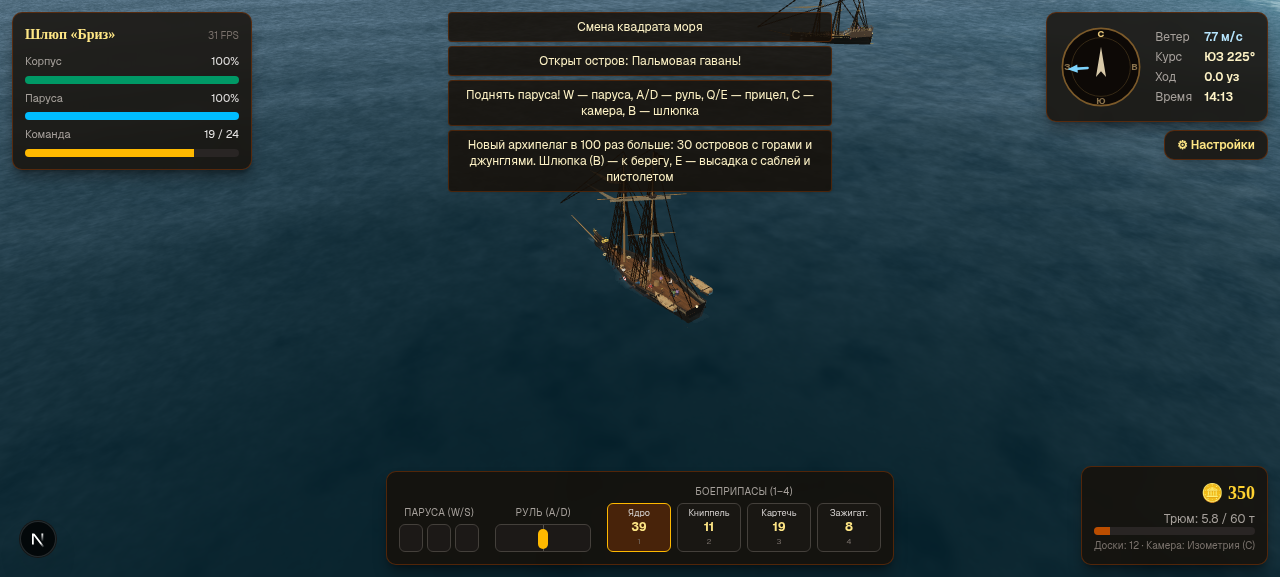 Шлюп «Бриз» 31 FPS
Корпус 100%
Паруса 100%
Команда 19 / 24
Смена квадрата моря
Открыт остров: Пальмовая гавань!
Поднять паруса! W — паруса, A/D — руль, Q/E — прицел, C —
камера, B — шлюпка
Новый архипелаг в 100 раз больше: 30 островов с горами и
джунглями. Шлюпка (B) — к берегу, E — высадка с саблей и
пистолетом
С
З В
Ю
Ветер 7.7 м/с
Курс ЮЗ 225°
Ход 0.0 уз
Время 14:13
⚙ Настройки
ПАРУСА (W/S)
РУЛЬ (A/D)
БОЕПРИПАСЫ (1–4)
Ядро Книппель Картечь Зажигат.
39 11 19 8
1 2 3 4
350
Трюм: 5.8 / 60 т
Доски: 12 · Камера: Изометрия (C)
N